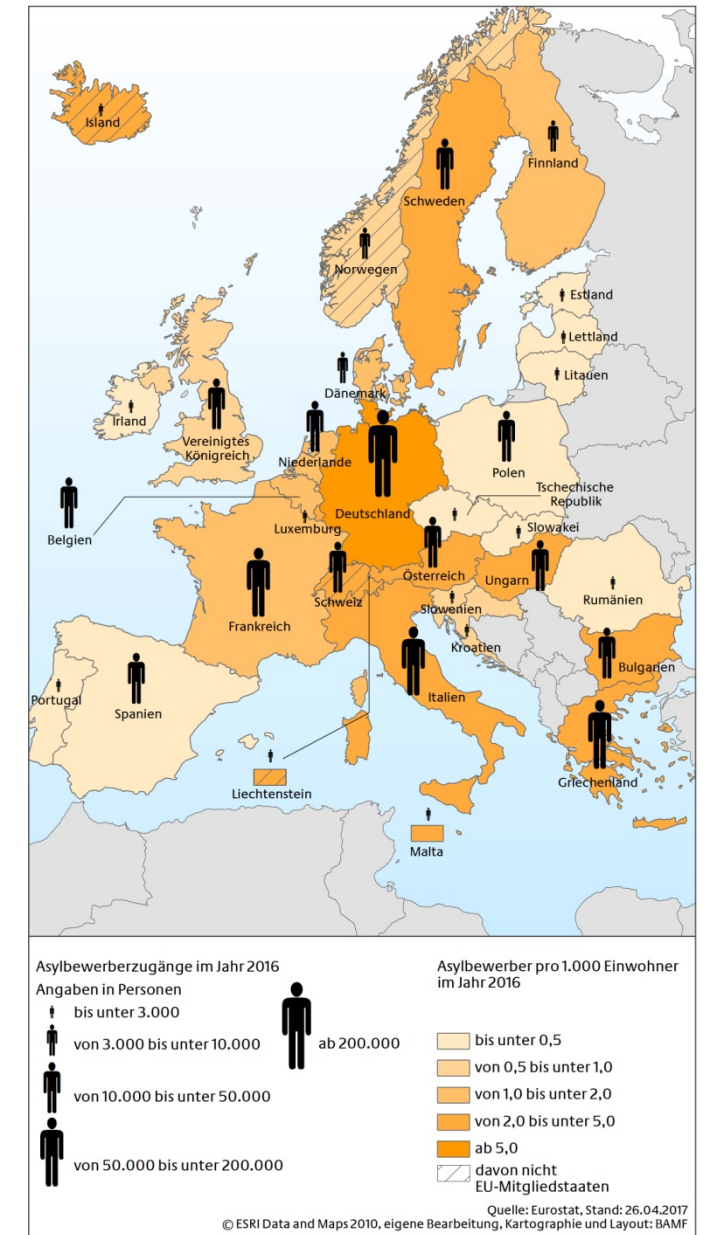 Island
Finnland
Schweden
Norwegen
Estland
Lettland
Litauen
Dänemark
Irland
Vereinigtes
Königreich
Niederlande
Polen
Tschechische
Republik
Belgien
Deutschland
Luxemburg
Slowakei
Österreich
Ungarn
Schweiz
Slowenien
Rumänien
Frankreich
Kroatien
Bulgarien
Italien
Portugal
Spanien
Griechenland
Liechtenstein
Malta
Asylbewerberzugänge im Jahr 2016
Angaben in Personen
bis unter 3.000
von 3.000 bis unter 10.000
von 10.000 bis unter 50.000
von 50.000 bis unter 200.000
ab 200.000
Asylbewerber pro 1.000 Einwohner
im Jahr 2016
bis unter 0,5
von 0,5 bis unter 1,0
von 1,0 bis unter 2,0
von 2,0 bis unter 5,0
ab 5,0
davon nicht
EU-Mitgliedstaaten
Quelle: Eurostat, Stand: 26.04.2017
© ESRI Data and Maps 2010, eigene Bearbeitung, Kartographie und Layout: BAMF